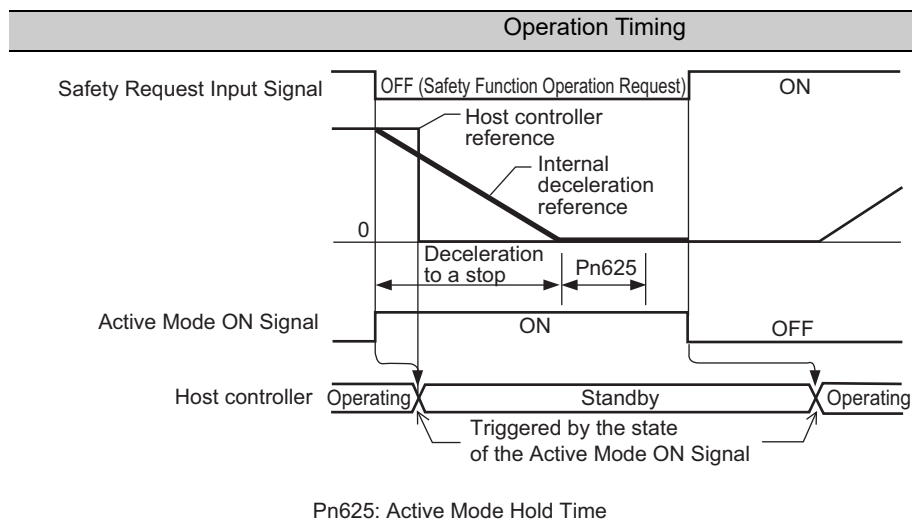 Operation Timing
Safety Request Input Signal
OFF (Safety Function Operation Request)
ON
Host controller
reference
Internal
deceleration
reference
0
Deceleration
to a stop
Pn625
Active Mode ON Signal
ON
OFF
Host controller
Operating
Standby
Operating
Triggered by the state
of the Active Mode ON Signal
Pn625: Active Mode Hold Time